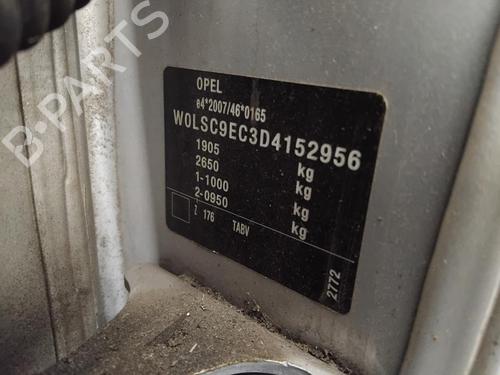 OPEL
e4*2007/46*0165
W0LSC9EC3D4152956
1905 kg
2650 kg
1-1000 kg
2-0950 kg
Z 176 TABV
2772
B-PARTS